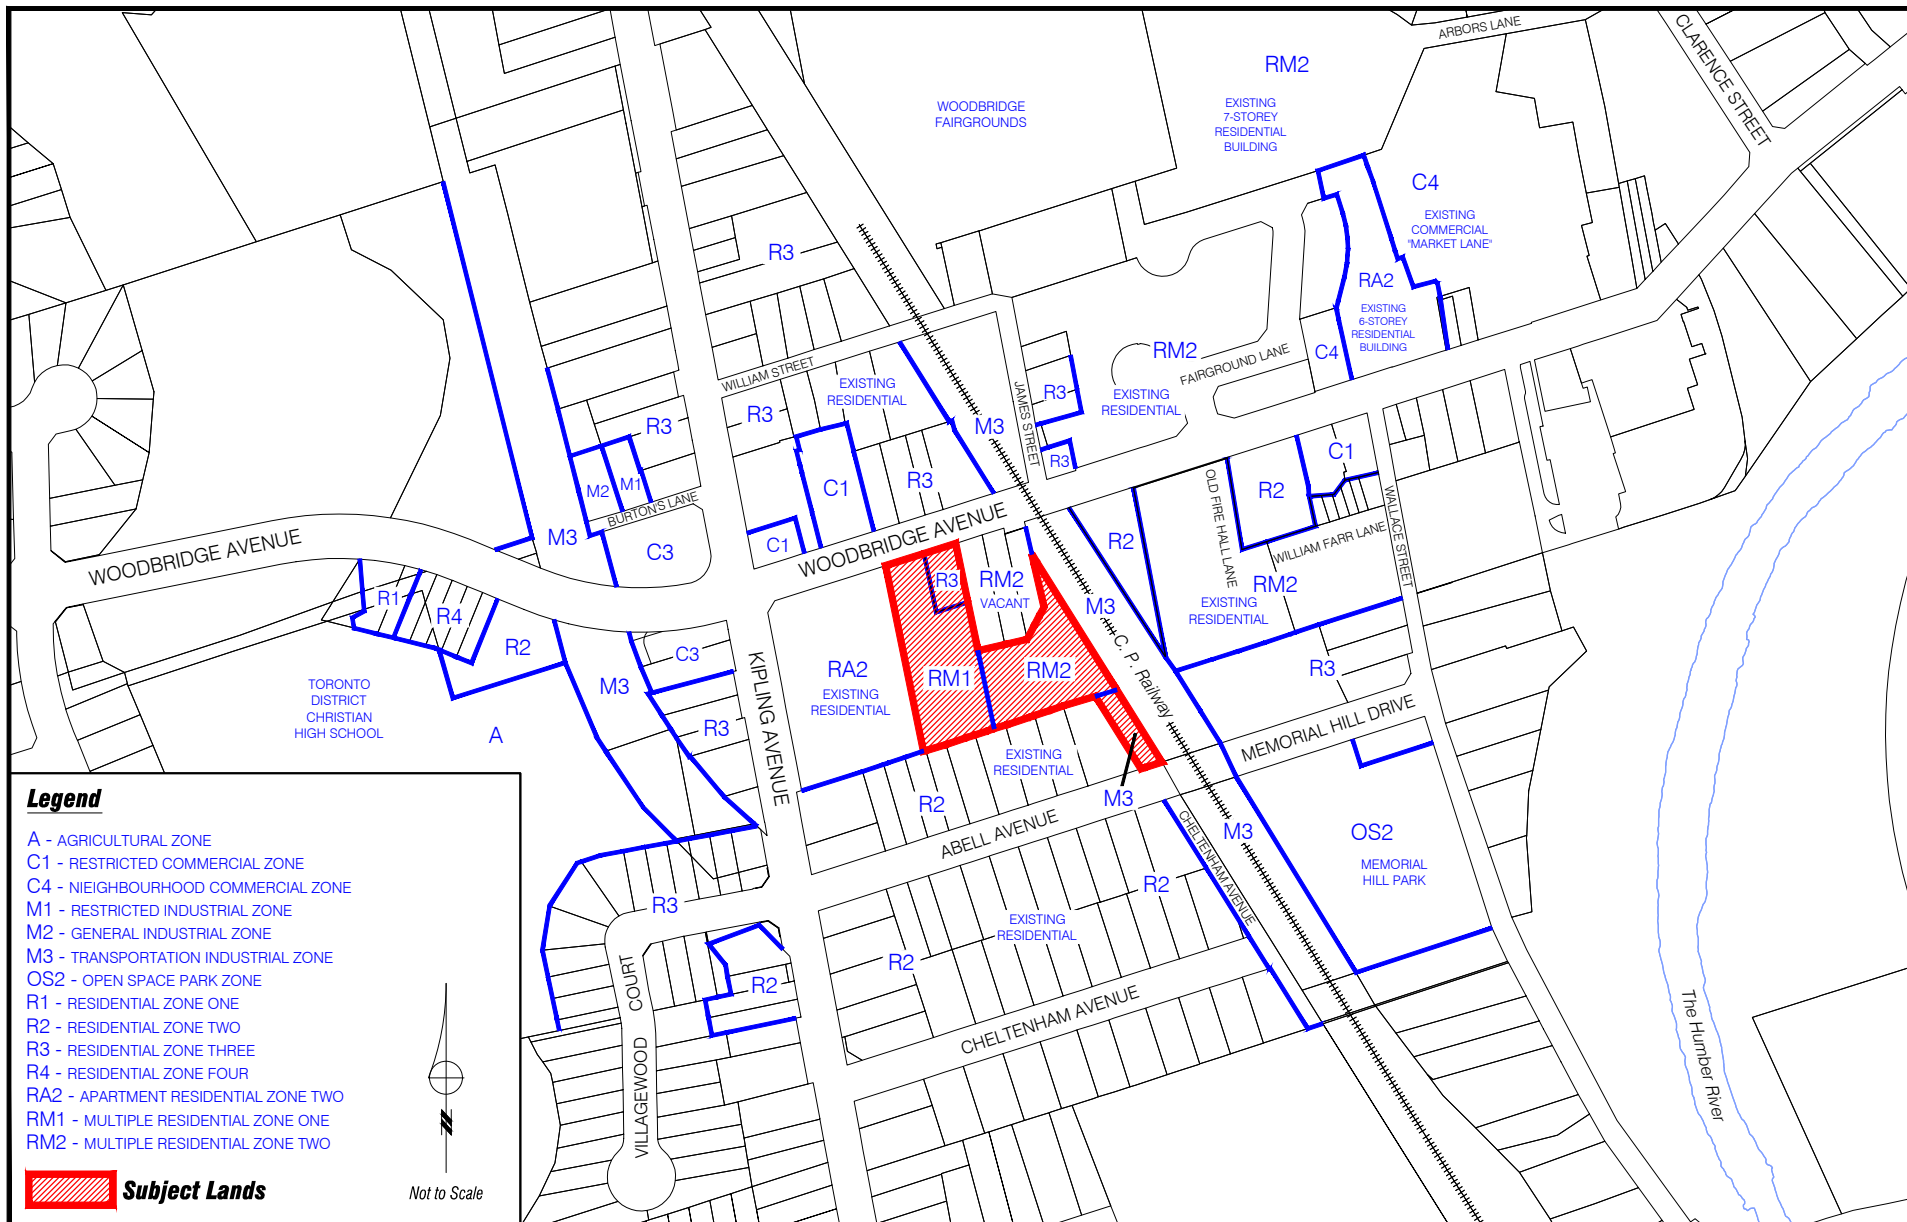 ARBORS LANE
CLARENCE STREET
RM2
EXISTING
7-STOREY
RESIDENTIAL
BUILDING
WOODBRIDGE
FAIRGROUNDS
C4
EXISTING
COMMERCIAL
"MARKET LANE"
R3
RA2
EXISTING
6-STOREY
RESIDENTIAL
BUILDING
C4
RM2
FAIRGROUND LANE
EXISTING
RESIDENTIAL
WILLIAM STREET
EXISTING
RESIDENTIAL
JAMES STREET
R3
R3
R3
R3
M3
R3
C1
R3
C1
M2
M1
BURTON'S LANE
C1
R2
OLD FIRE HALL LANE
WALLACE STREET
WILLIAM FARR LANE
WOODBRIDGE AVENUE
M3
C3
C1
WOODBRIDGE AVENUE
R2
RM2
EXISTING
RESIDENTIAL
R3
RM2
VACANT
M3
C. P. Railway
R1
R4
R2
C3
M3
R3
KIPLING AVENUE
RA2
EXISTING
RESIDENTIAL
RM1
RM2
R3
MEMORIAL HILL DRIVE
TORONTO
DISTRICT
CHRISTIAN
HIGH SCHOOL
A
EXISTING
RESIDENTIAL
R2
M3
ABELL AVENUE
CHELTENHAM AVENUE
M3
OS2
MEMORIAL
HILL PARK
R2
R3
EXISTING
RESIDENTIAL
R2
R2
CHELTENHAM AVENUE
VILLAGEWOOD COURT
The Humber River
Legend
A - AGRICULTURAL ZONE
C1 - RESTRICTED COMMERCIAL ZONE
C4 - NIEIGHBOURHOOD COMMERCIAL ZONE
M1 - RESTRICTED INDUSTRIAL ZONE
M2 - GENERAL INDUSTRIAL ZONE
M3 - TRANSPORTATION INDUSTRIAL ZONE
OS2 - OPEN SPACE PARK ZONE
R1 - RESIDENTIAL ZONE ONE
R2 - RESIDENTIAL ZONE TWO
R3 - RESIDENTIAL ZONE THREE
R4 - RESIDENTIAL ZONE FOUR
RA2 - APARTMENT RESIDENTIAL ZONE TWO
RM1 - MULTIPLE RESIDENTIAL ZONE ONE
RM2 - MULTIPLE RESIDENTIAL ZONE TWO
Subject Lands
N
Not to Scale